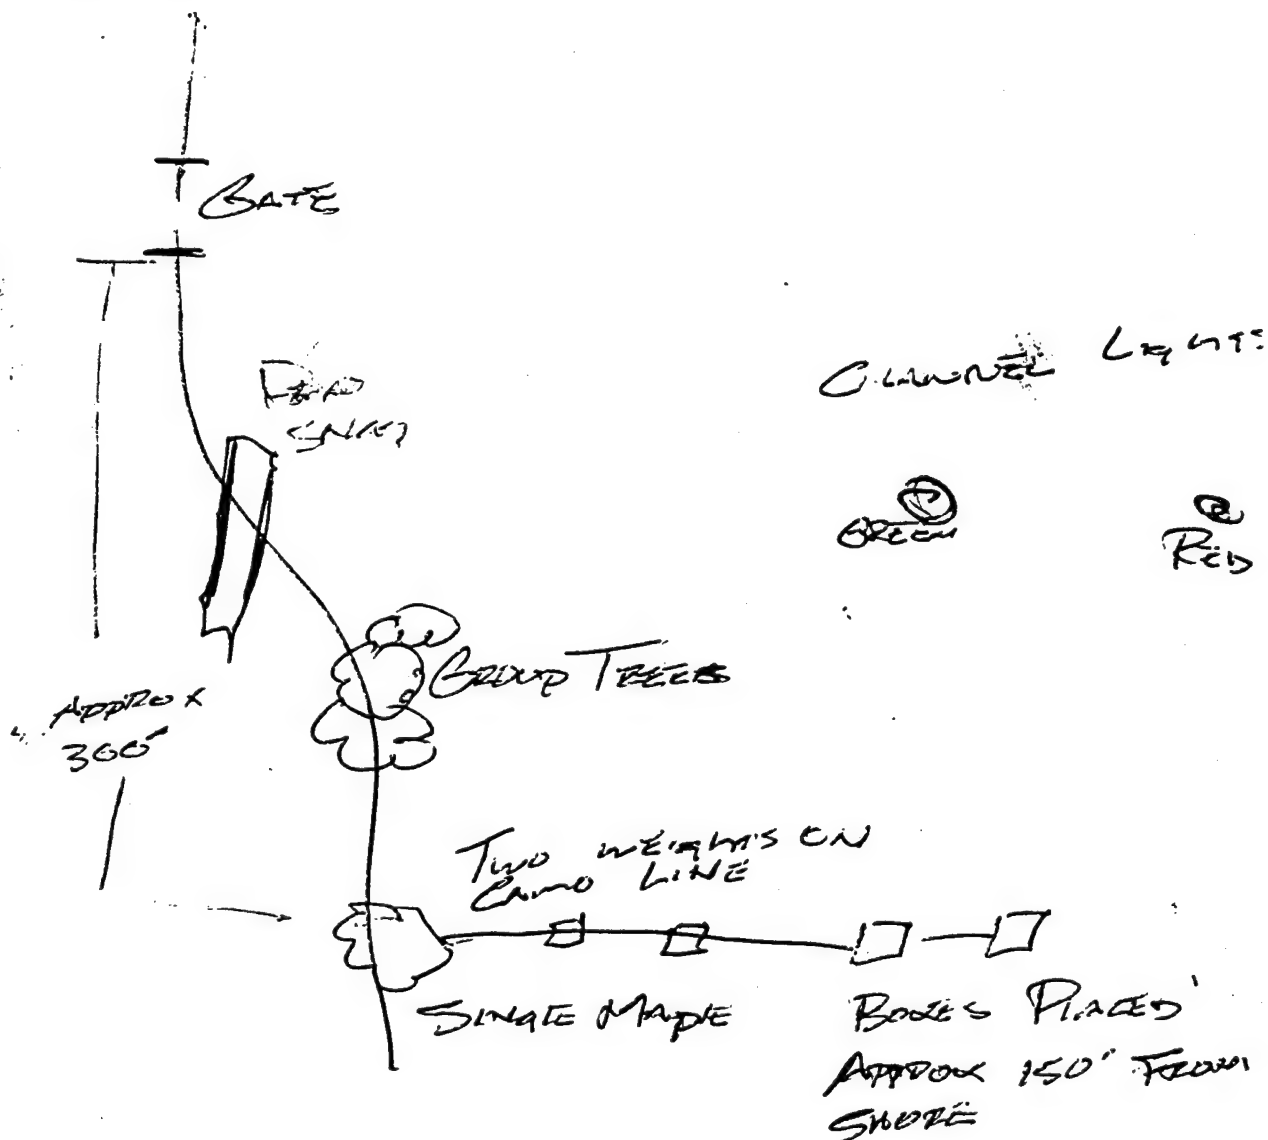 GATE
CHANNEL LIGHTS
GREEN
RED
GROUP TREES
APPROX
300'
TWO WEIGHTS ON
CAMO LINE
SINGLE MAPLE
BOXES PLACED
APPROX 150' FROM
SHORE